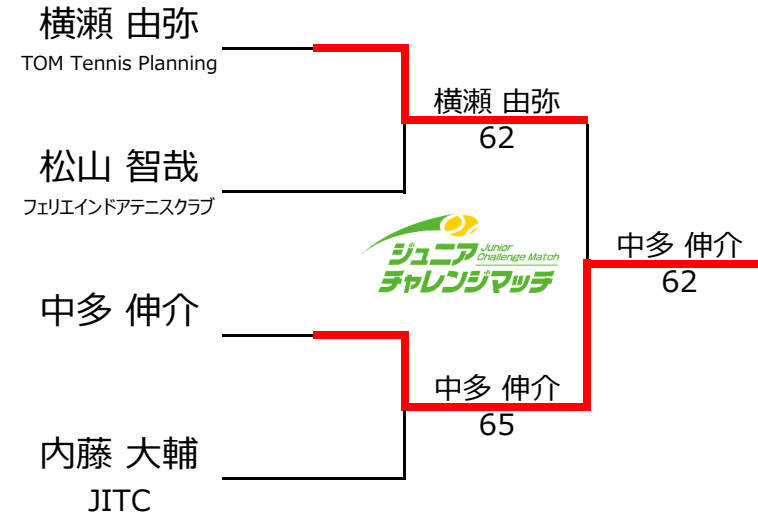 横瀬 由弥
TOM Tennis Planning
横瀬 由弥
62
松山 智哉
フェリエインドアテニスクラブ
ジュニア Junior Challenge Match
チャレンジマッチ
中多 伸介
62
中多 伸介
中多 伸介
65
内藤 大輔
JITC